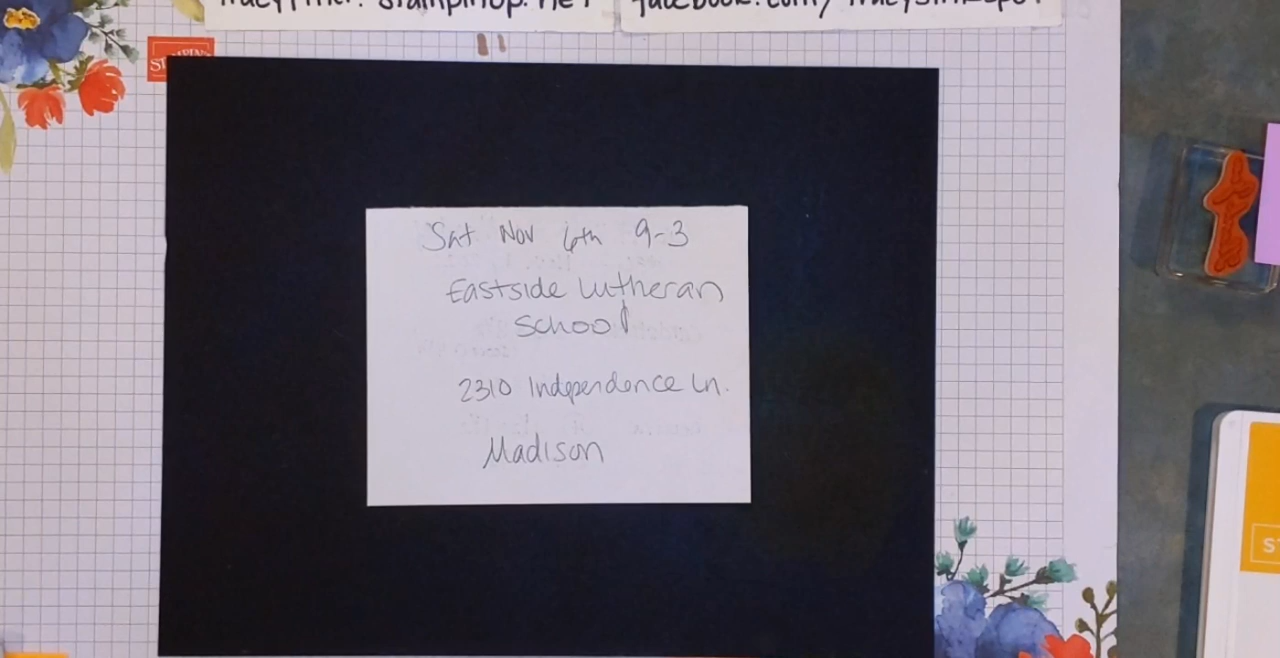 Sat Nov 6th 9-3
Eastside Lutheran
School
2310 Independence Ln.
Madison